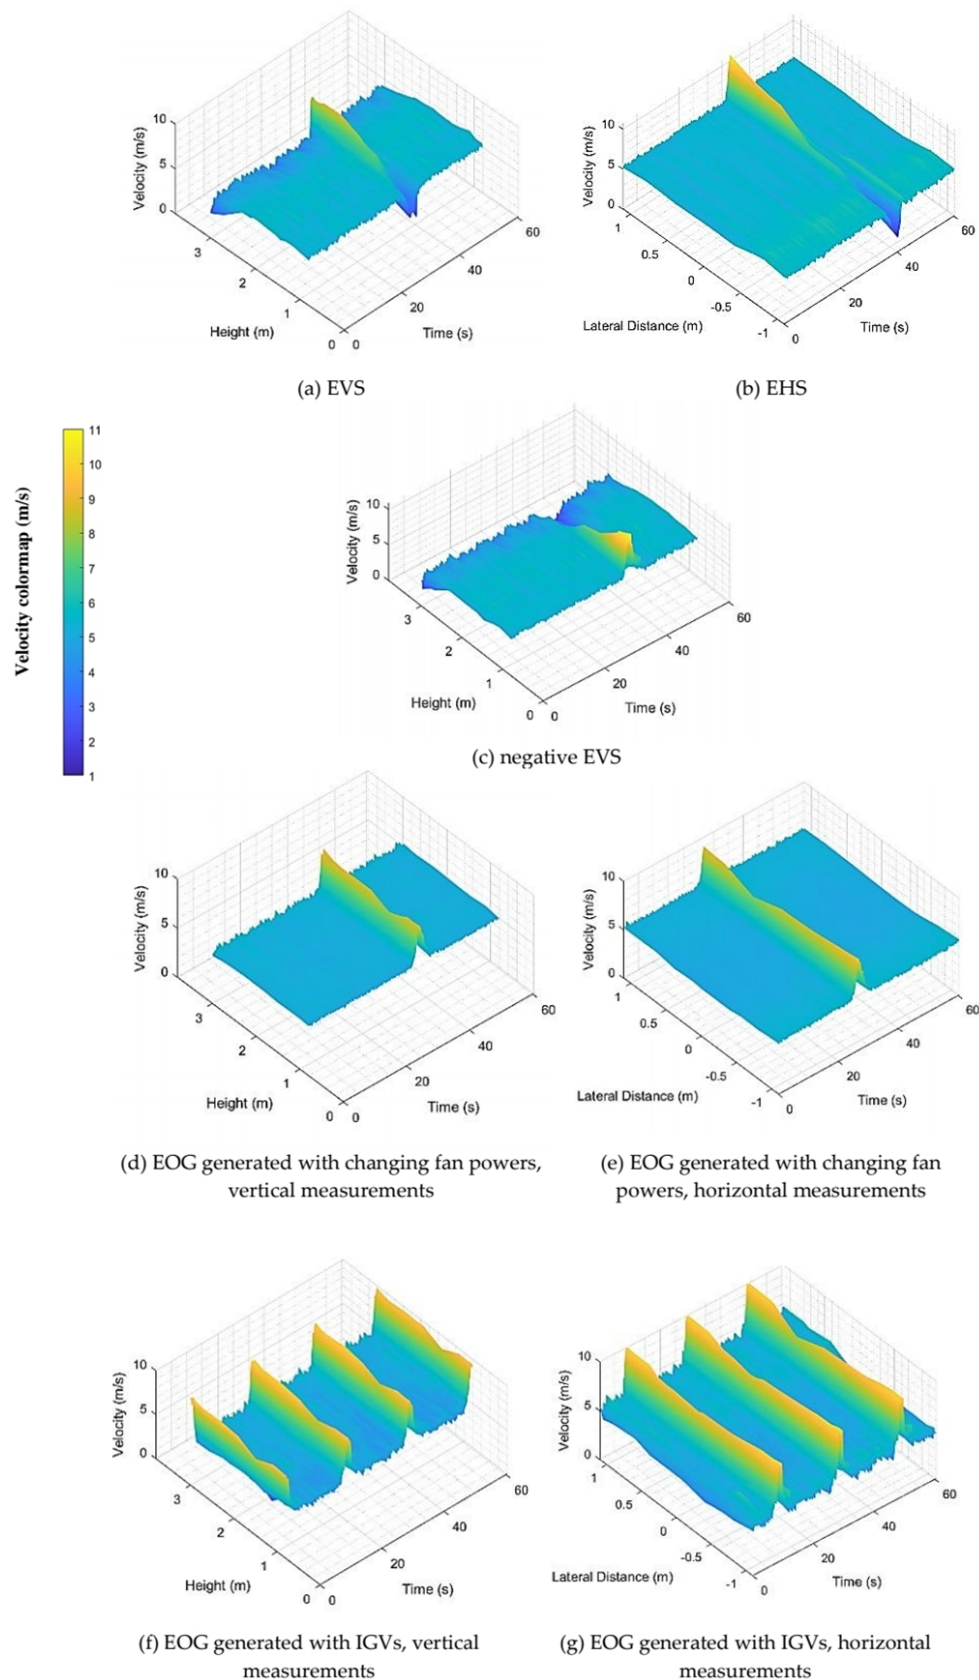 10
5
0
Velocity (m/s)
3
2
1
0
Height (m)
0
20
40
60
Time (s)
(a) EVS
10
5
0
Velocity (m/s)
1
0.5
0
-0.5
-1
Lateral Distance (m)
0
20
40
60
Time (s)
(b) EHS
Velocity colormap (m/s)
11
10
9
8
7
6
5
4
3
2
1
10
5
0
Velocity (m/s)
3
2
1
0
Height (m)
0
20
40
60
Time (s)
(c) negative EVS
10
5
0
Velocity (m/s)
3
2
1
0
Height (m)
0
20
40
60
Time (s)
(d) EOG generated with changing fan powers,
vertical measurements
10
5
0
Velocity (m/s)
1
0.5
0
-0.5
-1
Lateral Distance (m)
0
20
40
60
Time (s)
(e) EOG generated with changing fan
powers, horizontal measurements
10
5
0
Velocity (m/s)
3
2
1
0
Height (m)
0
20
40
60
Time (s)
(f) EOG generated with IGVs, vertical
measurements
10
5
0
Velocity (m/s)
1
0.5
0
-0.5
-1
Lateral Distance (m)
0
20
40
60
Time (s)
(g) EOG generated with IGVs, horizontal
measurements